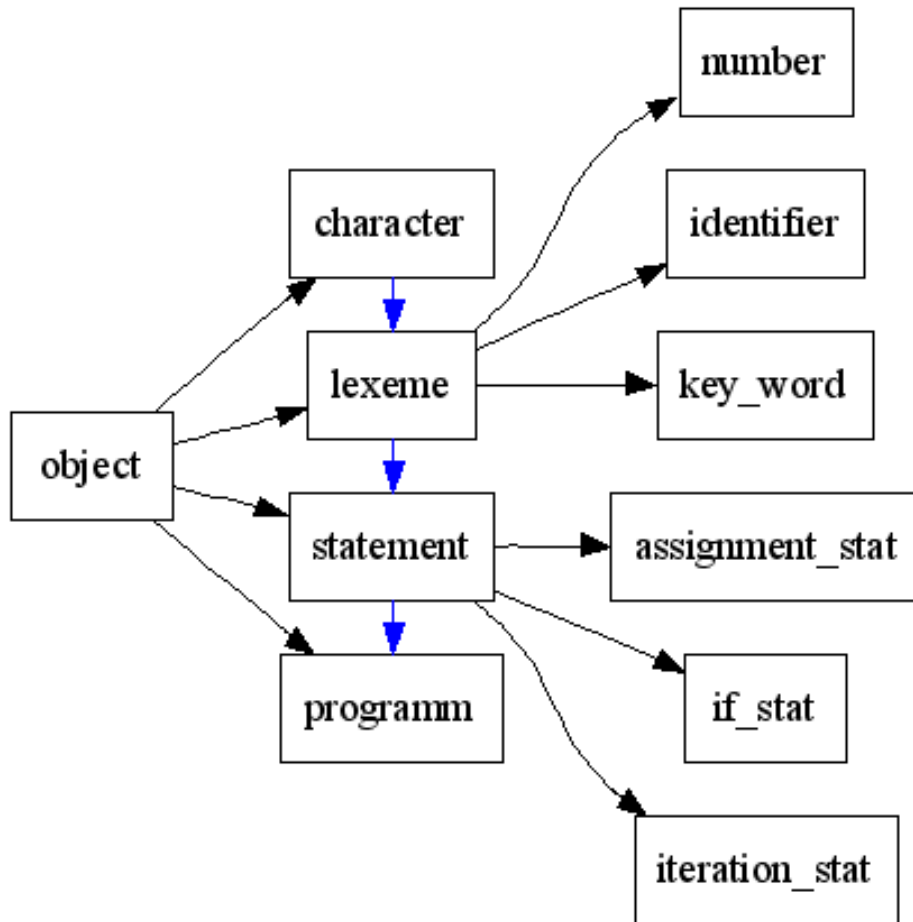 number
character
identifier
lexeme
key_word
object
statement
assignment_stat
programm
if_stat
iteration_stat